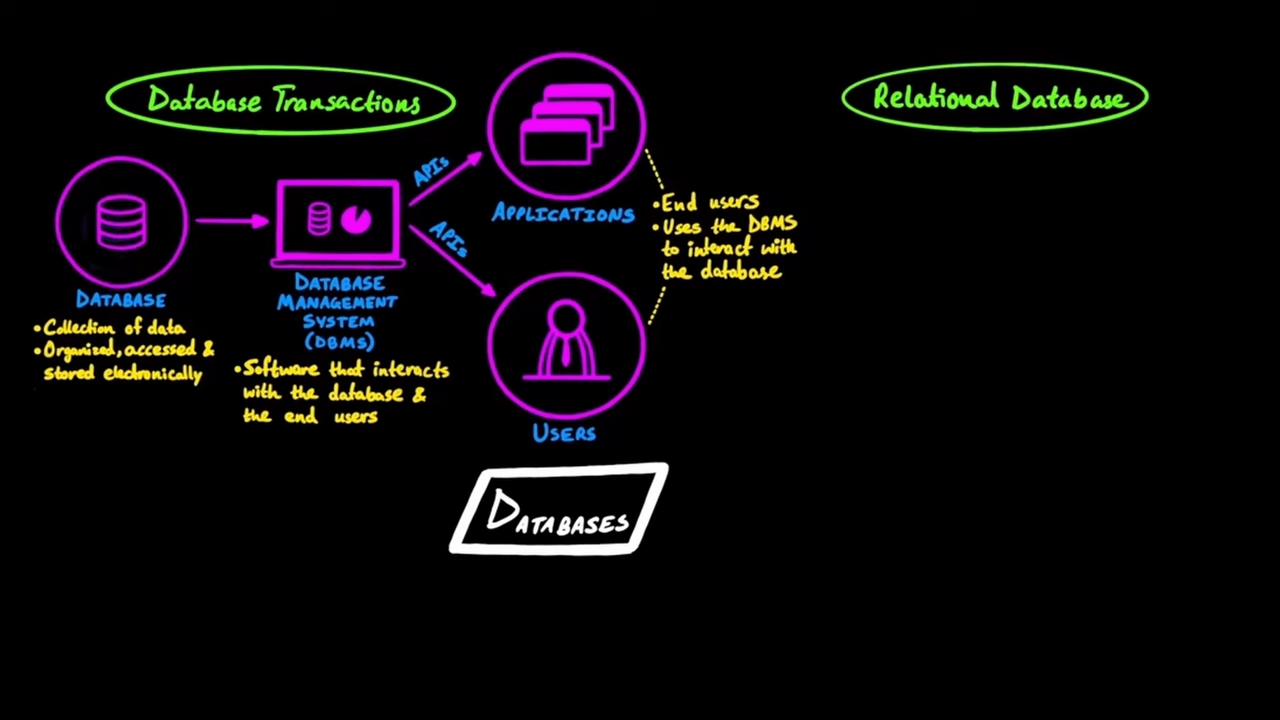 Database Transactions
Relational Database
APIs
APIs
APPLICATIONS
• End users
• Uses the DBMS
to interact with
the database
DATABASE
• Collection of data
• Organized, accessed &
stored electronically
DATABASE
MANAGEMENT
SYSTEM
(DBMS)
• Software that interacts
with the database &
the end users
USERS
DATABASES